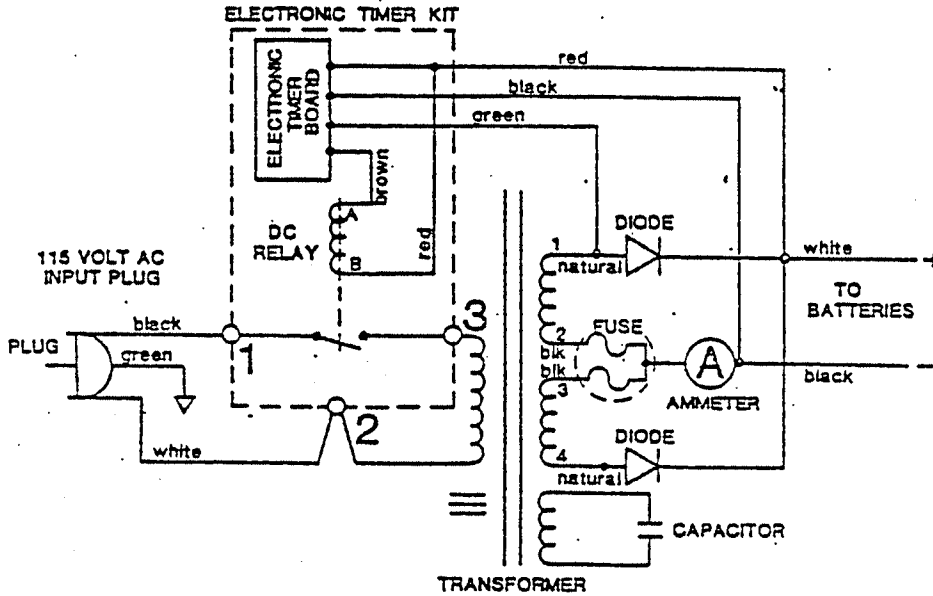 ELECTRONIC TIMER KIT
ELECTRONIC
TIMER
BOARD
red
black
green
brown
A
DC
RELAY
B
red
115 VOLT AC
INPUT PLUG
PLUG
black
green
white
1
2
3
DIODE
1
natural
white
TO
BATTERIES
2
blk
FUSE
blk
3
A
AMMETER
black
DIODE
4
natural
CAPACITOR
TRANSFORMER